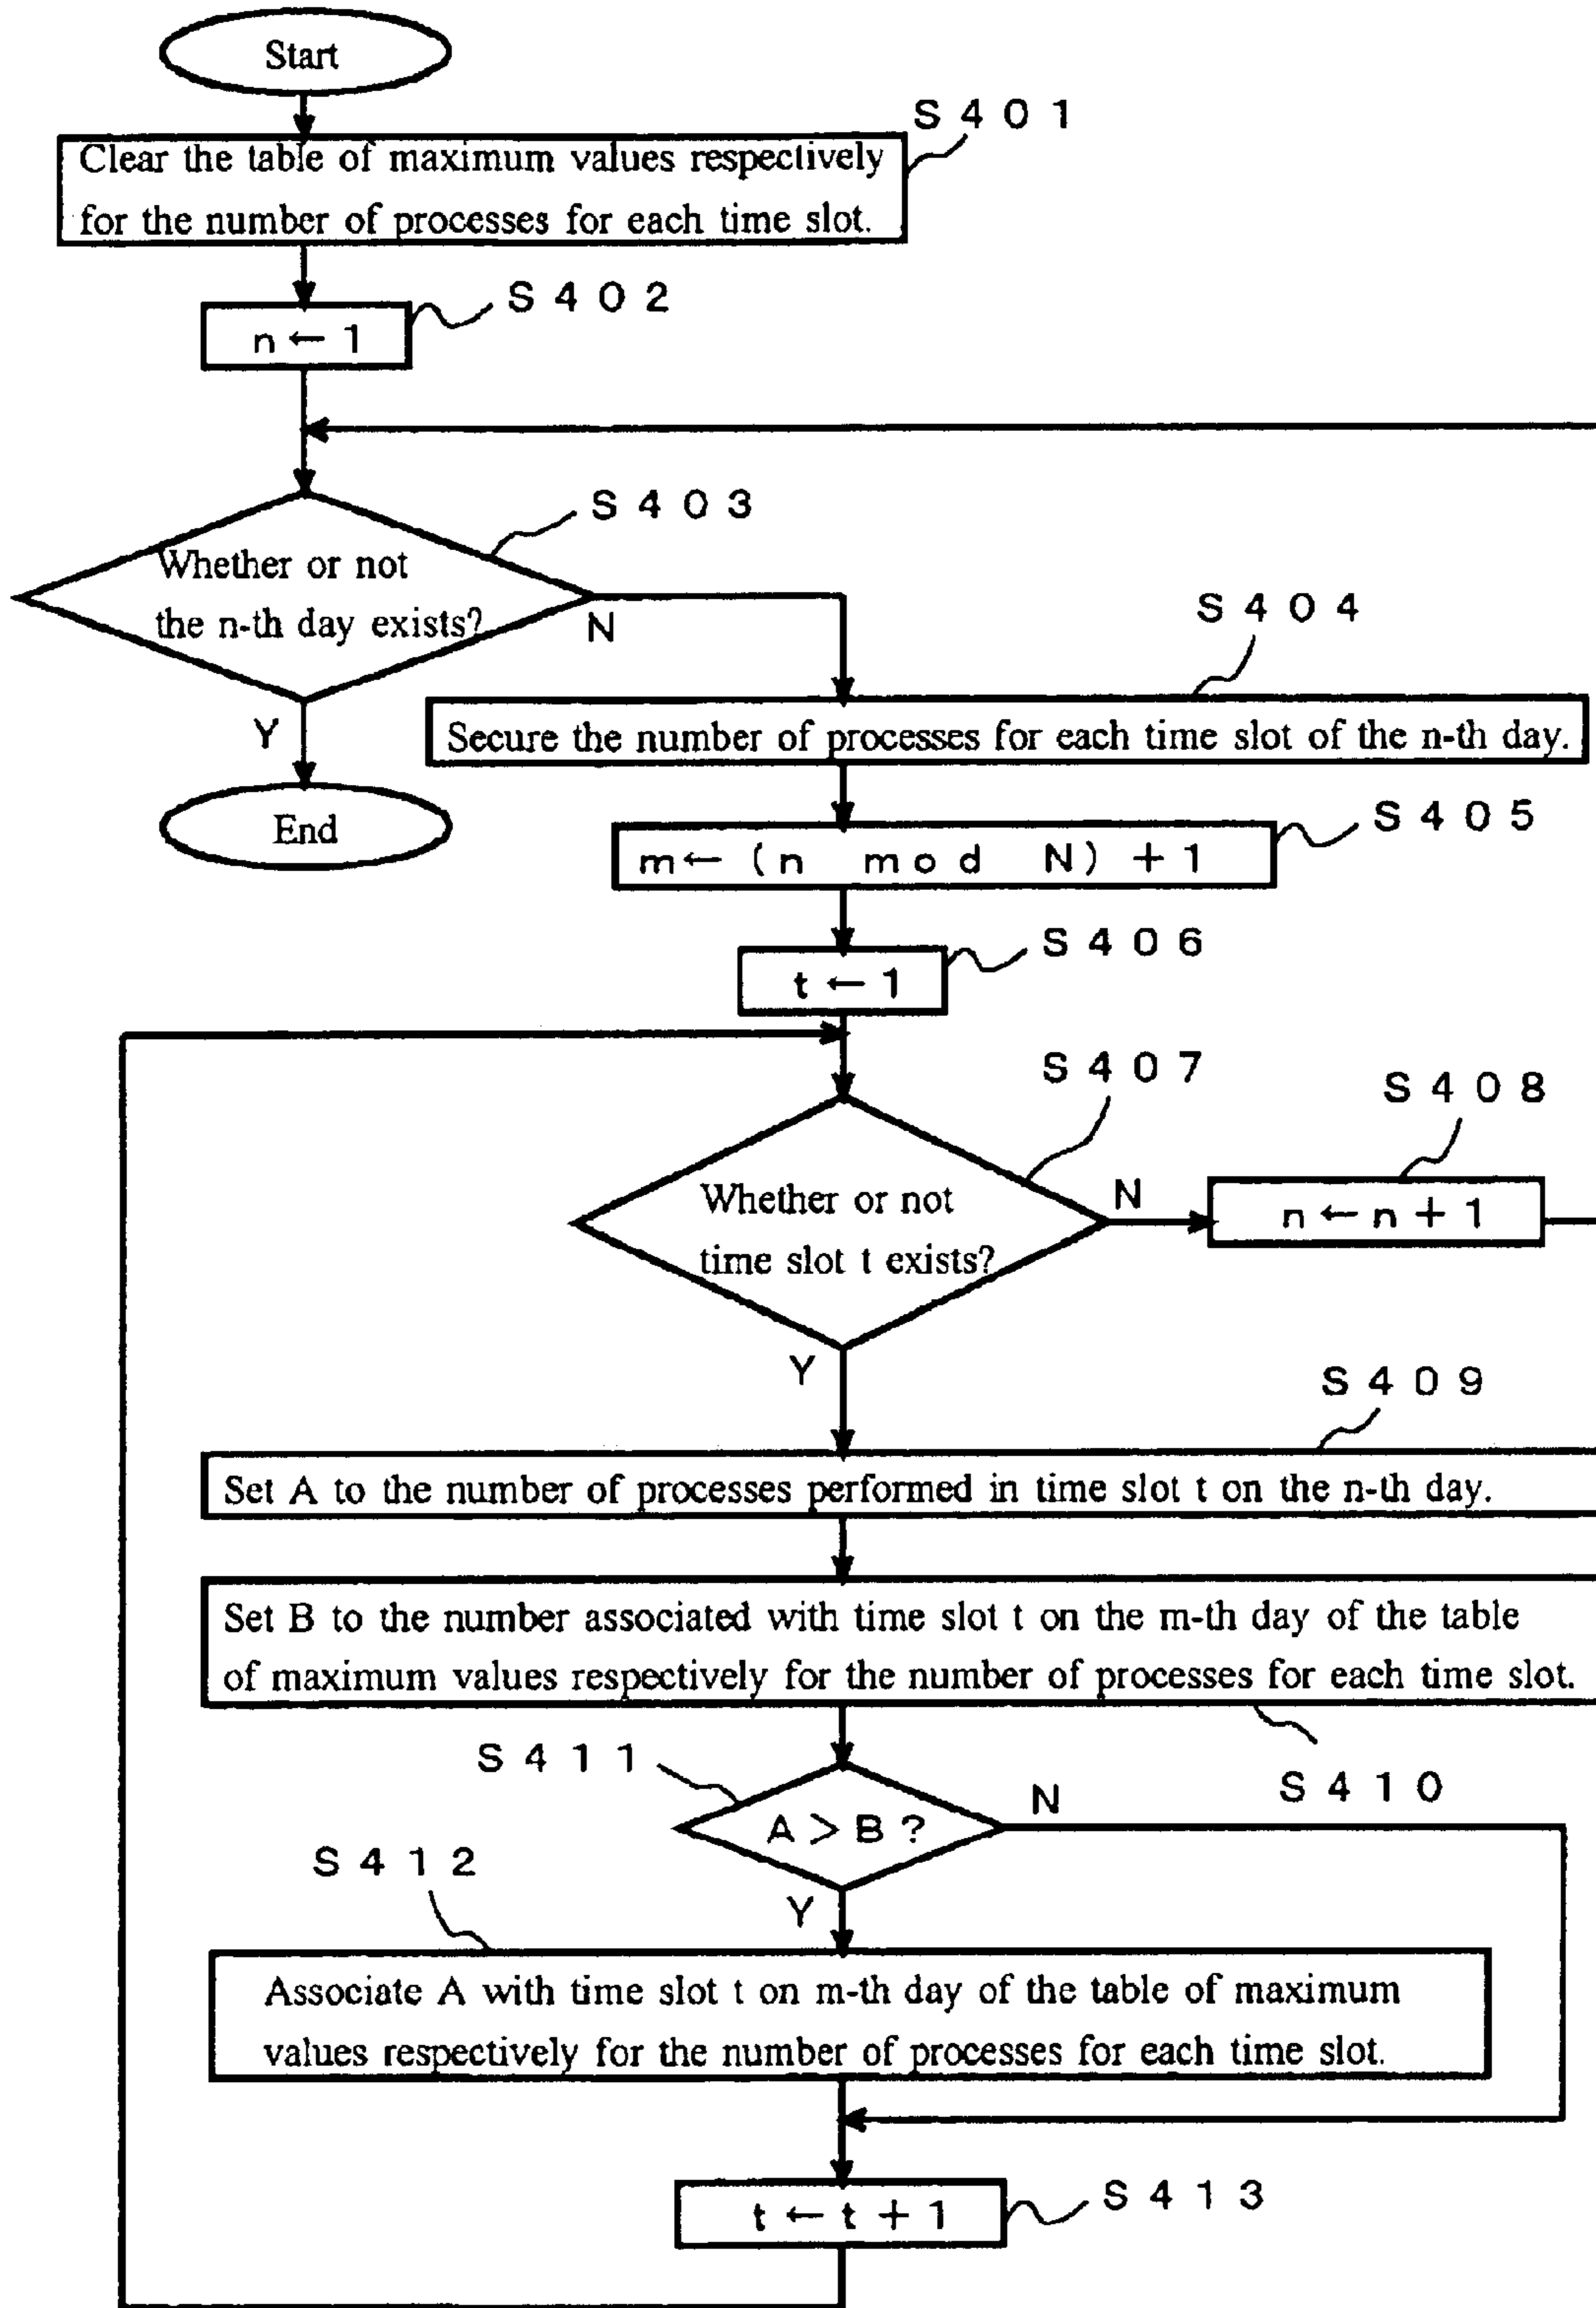 Start
S401
Clear the table of maximum values respectively
for the number of processes for each time slot.
S402
n ← 1
S403
Whether or not
the n-th day exists?
N
Y
End
S404
Secure the number of processes for each time slot of the n-th day.
S405
m ← (n mod N) + 1
S406
t ← 1
S407
Whether or not
time slot t exists?
N
Y
S408
n ← n + 1
S409
Set A to the number of processes performed in time slot t on the n-th day.
Set B to the number associated with time slot t on the m-th day of the table
of maximum values respectively for the number of processes for each time slot.
S410
S411
A > B ?
N
Y
S412
Associate A with time slot t on m-th day of the table of maximum
values respectively for the number of processes for each time slot.
S413
t ← t + 1